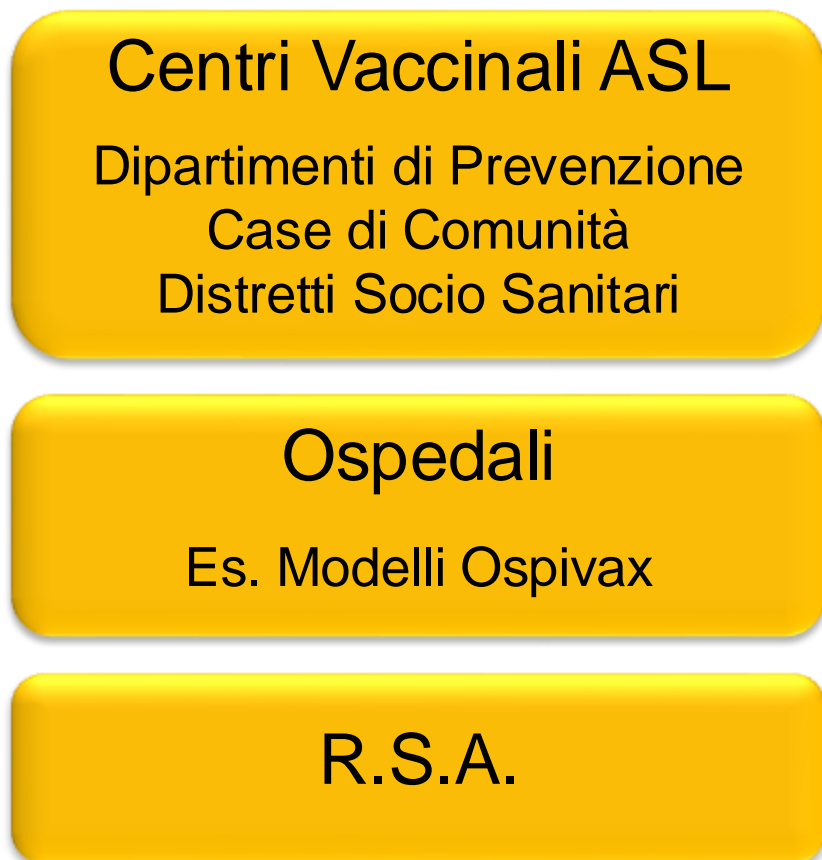 Centri Vaccinali ASL
Dipartimenti di Prevenzione
Case di Comunità
Distretti Socio Sanitari
Ospedali
Es. Modelli Ospivax
R.S.A.